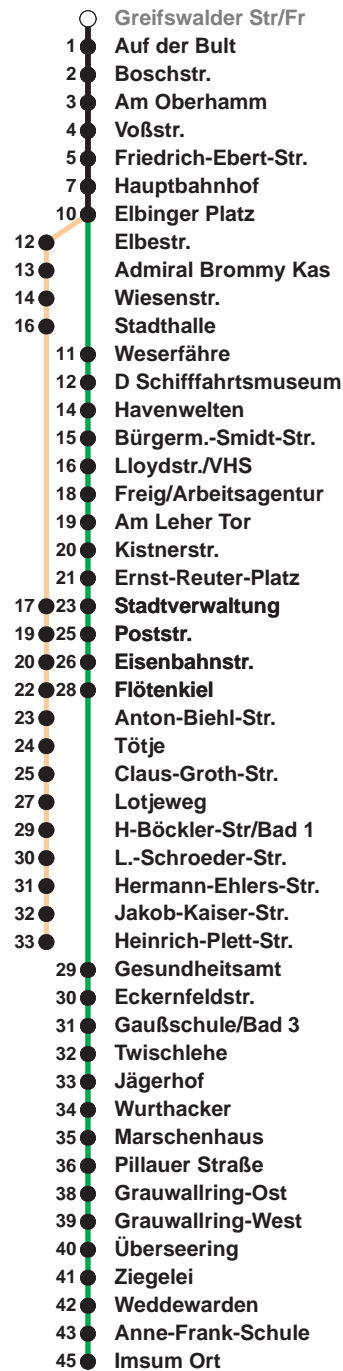 Greifswalder Str/Fr
1 Auf der Bult
2 Boschstr.
3 Am Oberhamm
4 Voßstr.
5 Friedrich-Ebert-Str.
7 Hauptbahnhof
10 Elbinger Platz
12 Elbestr.
13 Admiral Brommy Kas
14 Wiesenstr.
16 Stadthalle
11 Weserfähre
12 D Schifffahrtsmuseum
14 Havenwelten
15 Bürgerm.-Smidt-Str.
16 Lloydstr./VHS
18 Freig/Arbeitsagentur
19 Am Leher Tor
20 Kistnerstr.
21 Ernst-Reuter-Platz
17 23 Stadtverwaltung
19 25 Poststr.
20 26 Eisenbahnstr.
22 28 Flötenkiel
23 Anton-Biehl-Str.
24 Tötje
25 Claus-Groth-Str.
27 Lotjeweg
29 H-Böckler-Str/Bad 1
30 L.-Schroeder-Str.
31 Hermann-Ehlers-Str.
32 Jakob-Kaiser-Str.
33 Heinrich-Plett-Str.
29 Gesundheitsamt
30 Eckernfeldstr.
31 Gaußschule/Bad 3
32 Twischlehe
33 Jägerhof
34 Wurthacker
35 Marschenhaus
36 Pillauer Straße
38 Grauwallring-Ost
39 Grauwallring-West
40 Überseering
41 Ziegelei
42 Weddewarden
43 Anne-Frank-Schule
45 Imsum Ort